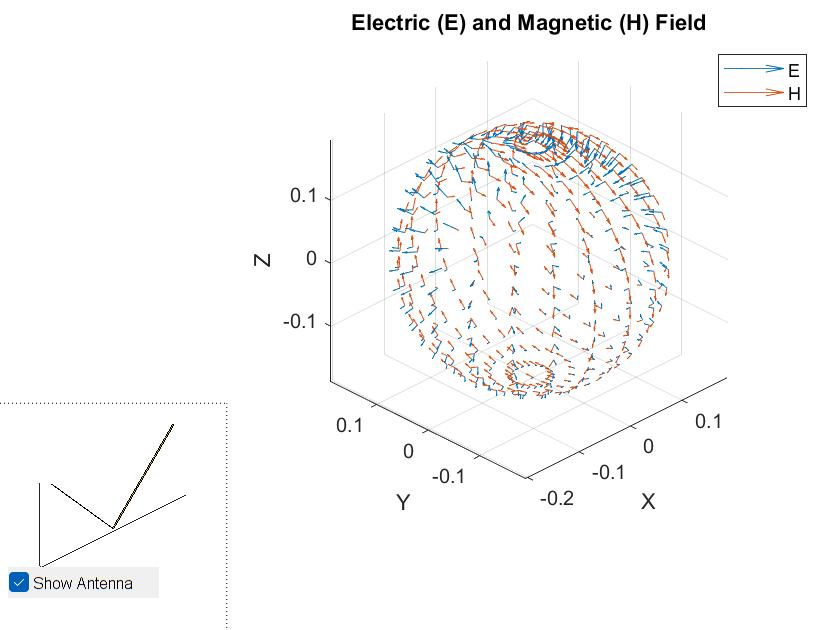 Electric (E) and Magnetic (H) Field
E
H
0.1
0
-0.1
Z
0.1
0
-0.1
Y
-0.2
-0.1
0
0.1
X
Show Antenna